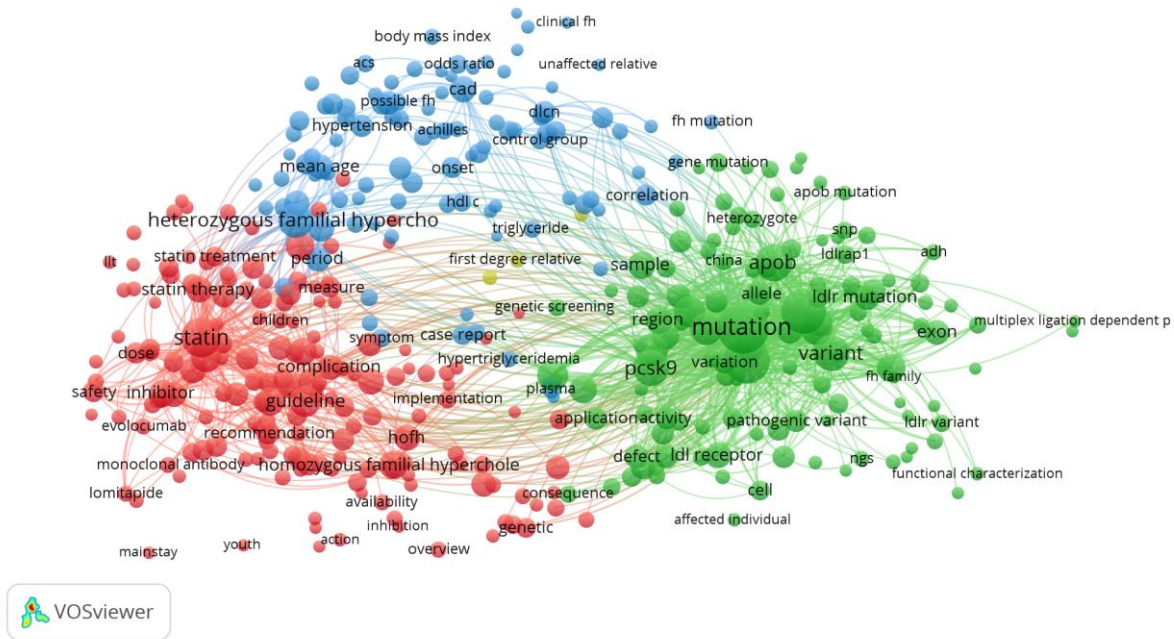 clinical fh
body mass index
acs
odds ratio
unaffected relative
cad
possible fh
dlcn
hypertension
achilles
control group
fh mutation
mean age
onset
gene mutation
correlation
apob mutation
hdl c
heterozygous familial hypercho
triglyceride
heterozygote
snp
llt
statin treatment
period
first degree relative
sample
china
apob
ldlrap1
adh
statin therapy
measure
allele
ldlr mutation
children
genetic screening
region
mutation
multiplex ligation dependent p
statin
symptom
case report
exon
dose
complication
hypertriglyceridemia
pcsk9
variation
variant
fh family
safety
inhibitor
guideline
implementation
plasma
evolocumab
recommendation
application
activity
pathogenic variant
ldlr variant
hofh
monoclonal antibody
homozygous familial hyperchole
defect
ldl receptor
ngs
functional characterization
lomitapide
availability
consequence
cell
inhibition
genetic
affected individual
mainstay
youth
action
overview
VOSviewer